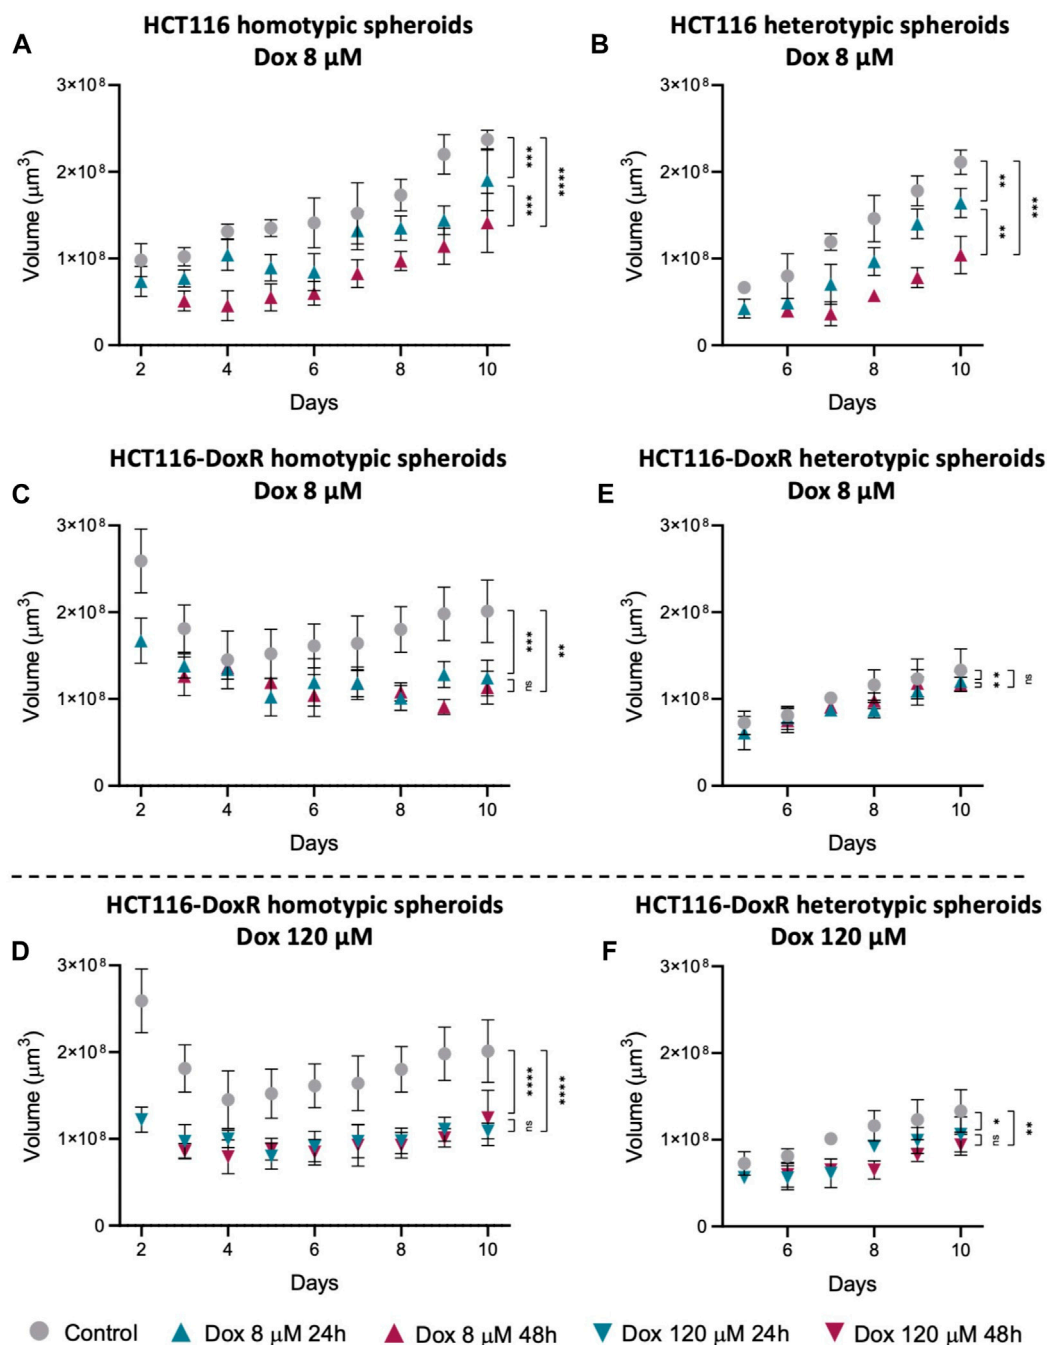 A
HCT116 homotypic spheroids
Dox 8 µM
Volume (µm³)
3×10⁸
2×10⁸
1×10⁸
0
2 4 6 8 10
Days
***
***
****
B
HCT116 heterotypic spheroids
Dox 8 µM
Volume (µm³)
3×10⁸
2×10⁸
1×10⁸
0
6 8 10
Days
**
**
***
C
HCT116-DoxR homotypic spheroids
Dox 8 µM
Volume (µm³)
3×10⁸
2×10⁸
1×10⁸
0
2 4 6 8 10
Days
***
ns
**
E
HCT116-DoxR heterotypic spheroids
Dox 8 µM
Volume (µm³)
3×10⁸
2×10⁸
1×10⁸
0
6 8 10
Days
*
*
ns
D
HCT116-DoxR homotypic spheroids
Dox 120 µM
Volume (µm³)
3×10⁸
2×10⁸
1×10⁸
0
2 4 6 8 10
Days
****
ns
****
F
HCT116-DoxR heterotypic spheroids
Dox 120 µM
Volume (µm³)
3×10⁸
2×10⁸
1×10⁸
0
6 8 10
Days
*
ns
**
Control Dox 8 µM 24h Dox 8 µM 48h Dox 120 µM 24h Dox 120 µM 48h